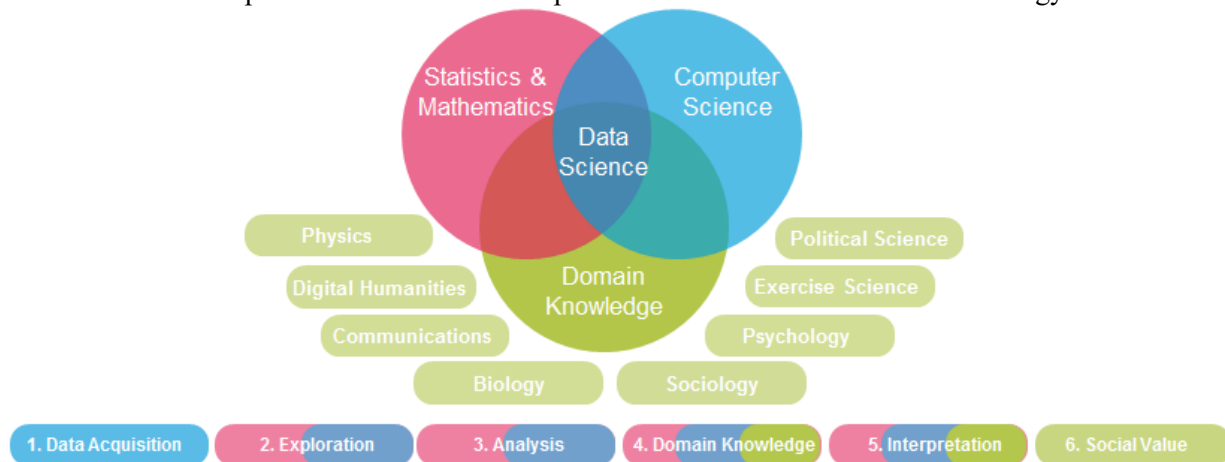 Statistics &
Mathematics
Computer
Science
Data
Science
Domain
Knowledge
Physics
Digital Humanities
Communications
Biology
Political Science
Exercise Science
Psychology
Sociology
1. Data Acquisition
2. Exploration
3. Analysis
4. Domain Knowledge
5. Interpretation
6. Social Value